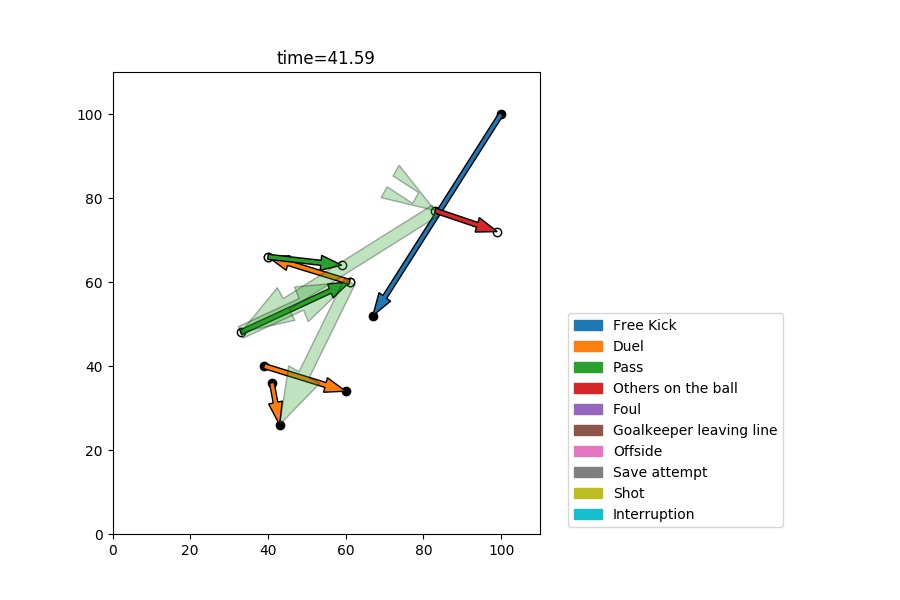 time=41.59
100
80
60
40
20
0
0 20 40 60 80 100
Free Kick
Duel
Pass
Others on the ball
Foul
Goalkeeper leaving line
Offside
Save attempt
Shot
Interruption